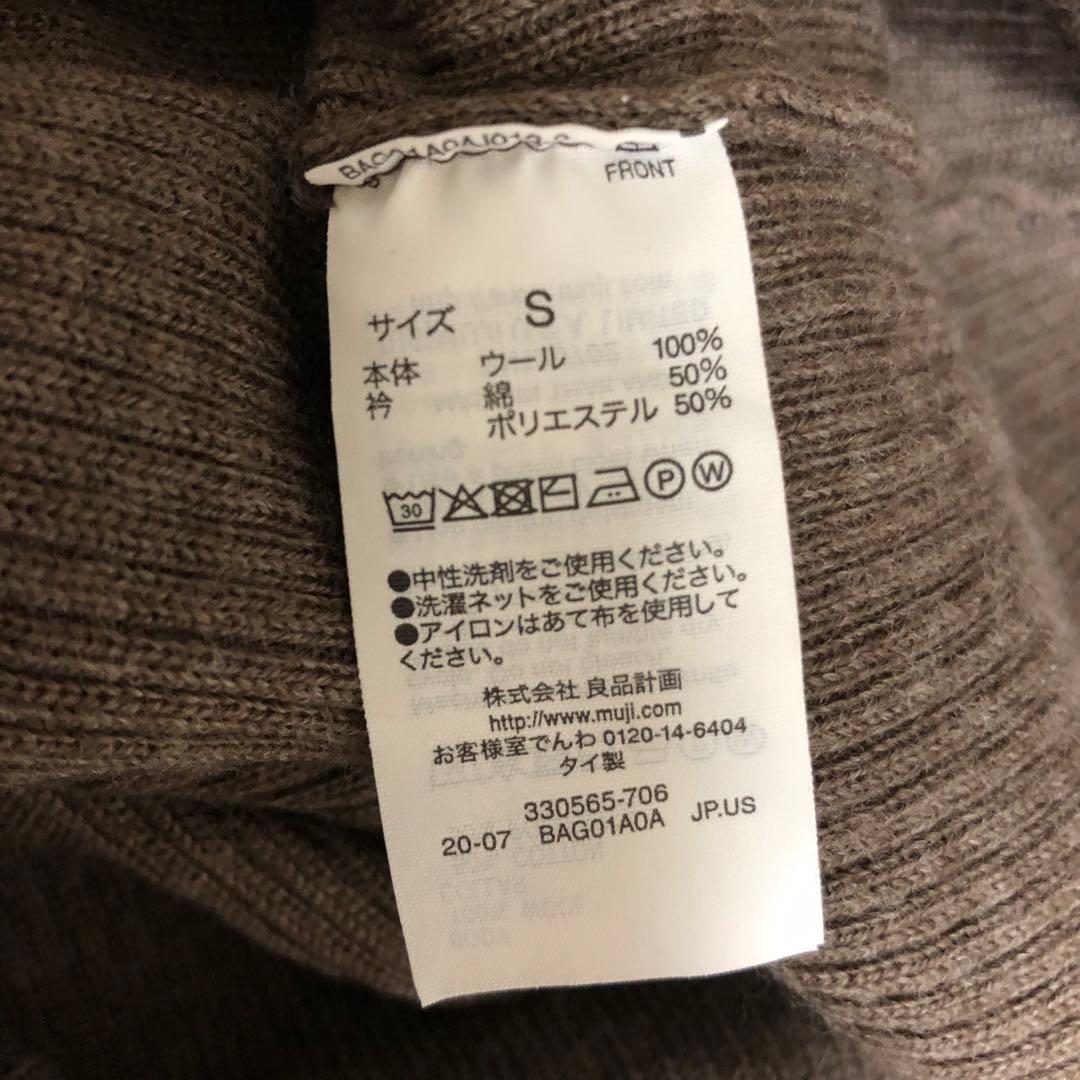 FRONT
サイズ S
本体 ウール 100%
衿 綿 50%
ポリエステル 50%
30
P W
●中性洗剤をご使用ください。
●洗濯ネットをご使用ください。
●アイロンはあて布を使用して
ください。
株式会社 良品計画
http://www.muji.com
お客様室でんわ 0120-14-6404
タイ製
330565-706
20-07 BAG01A0A JP.US